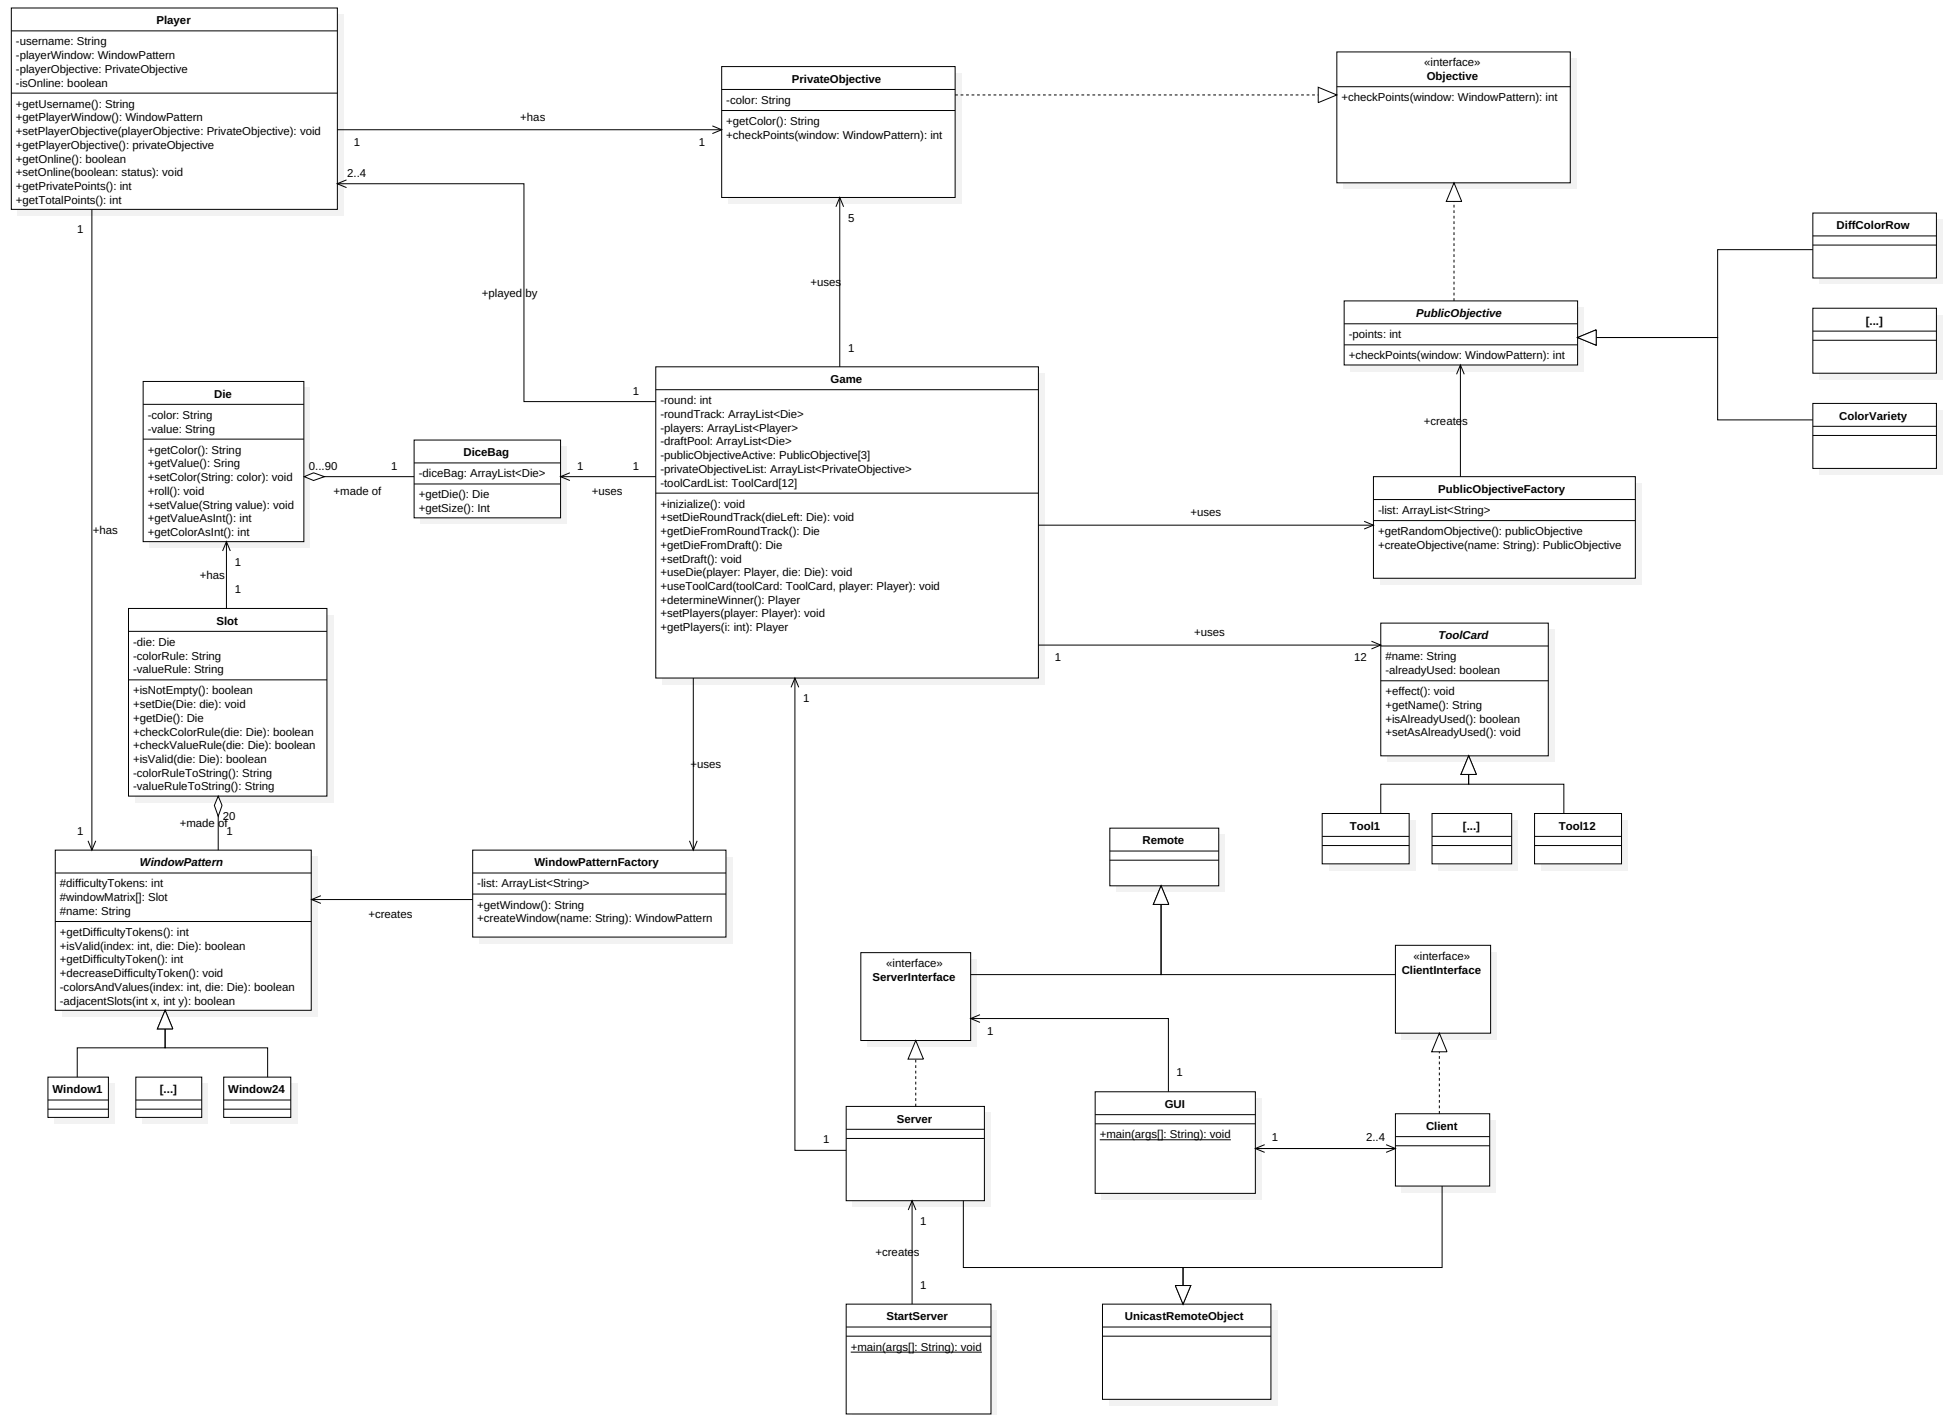 Player
-username: String
-playerWindow: WindowPattern
-playerObjective: PrivateObjective
-isOnline: boolean
+getUsername(): String
+getPlayerWindow(): WindowPattern
+setPlayerObjective(playerObjective: PrivateObjective): void
+getPlayerObjective(): privateObjective
+getOnline(): boolean
+setOnline(boolean: status): void
+getPrivatePoints(): int
+getTotalPoints(): int
+has
1
1
2..4
PrivateObjective
-color: String
+getColor(): String
+checkPoints(window: WindowPattern): int
«interface»
Objective
+checkPoints(window: WindowPattern): int
1
5
+played by
+uses
1
1
DiffColorRow
[...]
ColorVariety
PublicObjective
-points: int
+checkPoints(window: WindowPattern): int
+creates
Die
-color: String
-value: String
+getColor(): String
+getValue(): Sring
+setColor(String: color): void
+roll(): void
+setValue(String value): void
+getValueAsInt(): int
+getColorAsInt(): int
0...90
1
+made of
DiceBag
-diceBag: ArrayList<Die>
+getDie(): Die
+getSize(): Int
1
1
+uses
Game
-round: int
-roundTrack: ArrayList<Die>
-players: ArrayList<Player>
-draftPool: ArrayList<Die>
-publicObjectiveActive: PublicObjective[3]
-privateObjectiveList: ArrayList<PrivateObjective>
-toolCardList: ToolCard[12]
+inizialize(): void
+setDieRoundTrack(dieLeft: Die): void
+getDieFromRoundTrack(): Die
+getDieFromDraft(): Die
+setDraft(): void
+useDie(player: Player, die: Die): void
+useToolCard(toolCard: ToolCard, player: Player): void
+determineWinner(): Player
+setPlayers(player: Player): void
+getPlayers(i: int): Player
+uses
PublicObjectiveFactory
-list: ArrayList<String>
+getRandomObjective(): publicObjective
+createObjective(name: String): PublicObjective
+has
1
+has
1
Slot
-die: Die
-colorRule: String
-valueRule: String
+isNotEmpty(): boolean
+setDie(Die: die): void
+getDie(): Die
+checkColorRule(die: Die): boolean
+checkValueRule(die: Die): boolean
+isValid(die: Die): boolean
-colorRuleToString(): String
-valueRuleToString(): String
+uses
1
12
ToolCard
#name: String
-alreadyUsed: boolean
+effect(): void
+getName(): String
+isAlreadyUsed(): boolean
+setAsAlreadyUsed(): void
Tool1
[...]
Tool12
1
+uses
20
+made of
1
1
WindowPattern
#difficultyTokens: int
#windowMatrix[]: Slot
#name: String
+getDifficultyTokens(): int
+isValid(index: int, die: Die): boolean
+getDifficultyToken(): int
+decreaseDifficultyToken(): void
-colorsAndValues(index: int, die: Die): boolean
-adjacentSlots(int x, int y): boolean
+creates
WindowPatternFactory
-list: ArrayList<String>
+getWindow(): String
+createWindow(name: String): WindowPattern
Window1
[...]
Window24
Remote
«interface»
ServerInterface
«interface»
ClientInterface
1
1
Server
1
GUI
+main(args[]: String): void
1
2..4
Client
1
+creates
1
StartServer
+main(args[]: String): void
UnicastRemoteObject